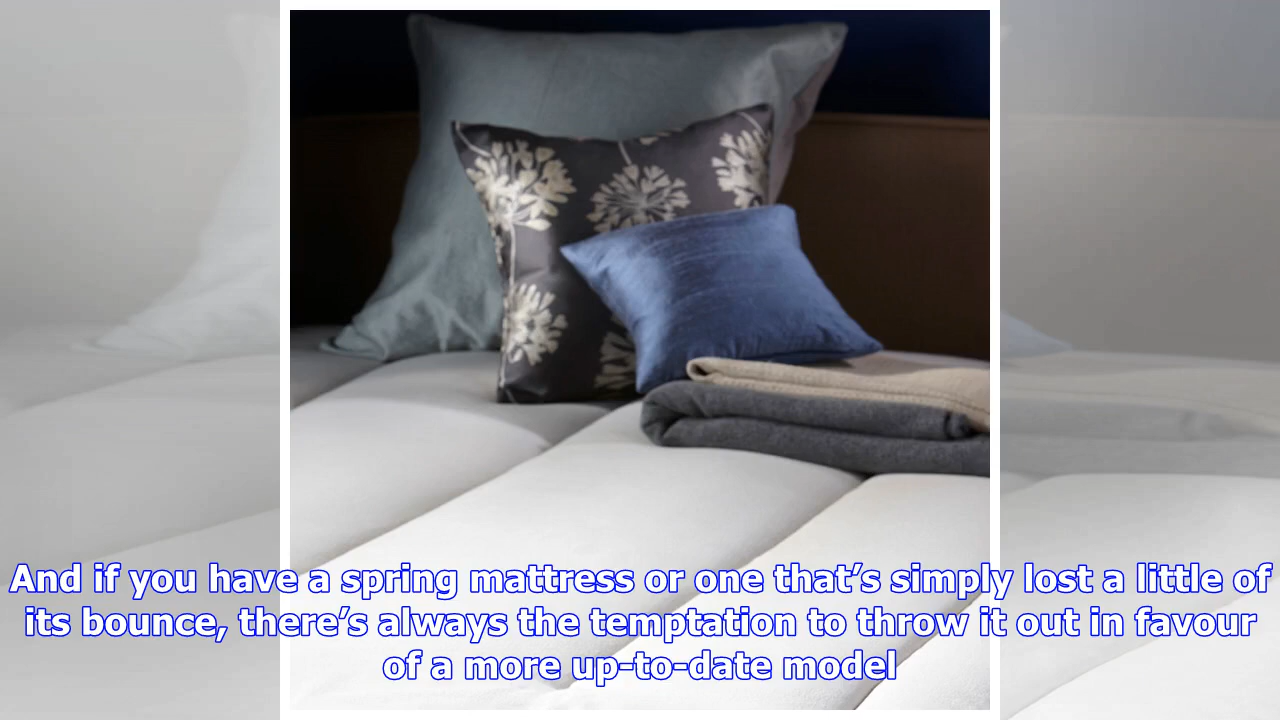 And if you have a spring mattress or one that’s simply lost a little of
its bounce, there’s always the temptation to throw it out in favour
of a more up-to-date model